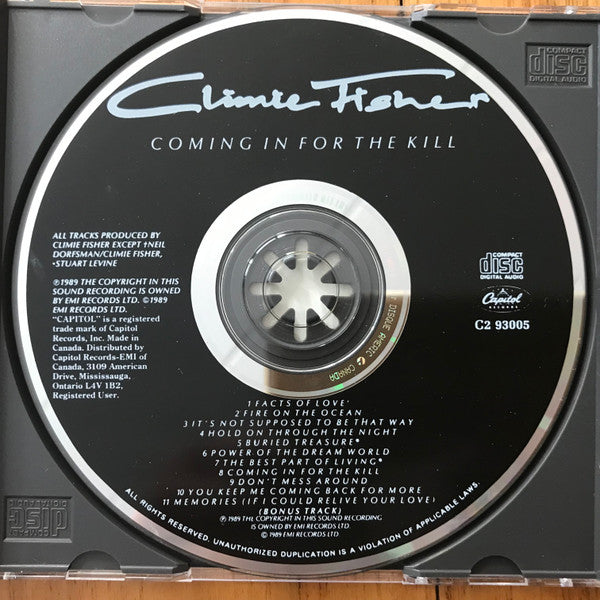 COMPACT
disc
DIGITAL AUDIO
Climie Fisher
COMING IN FOR THE KILL
ALL TRACKS PRODUCED BY
CLIMIE FISHER EXCEPT †NEIL
DORFSMAN/CLIMIE FISHER,
*STUART LEVINE
℗1989 THE COPYRIGHT IN THIS
SOUND RECORDING IS OWNED
BY EMI RECORDS LTD. ©1989
EMI RECORDS LTD.
"CAPITOL" is a registered
trade mark of Capitol
Records, Inc. Made in
Canada. Distributed by
Capitol Records-EMI of
Canada, 3109 American
Drive, Mississauga,
Ontario L4V 1B2,
Registered User.
COMPACT
disc
DIGITAL AUDIO
Capitol
RECORDS
C2 93005
DISQUE AMERIC CANADA
1 FACTS OF LOVE†
2 FIRE ON THE OCEAN
3 IT'S NOT SUPPOSED TO BE THAT WAY
4 HOLD ON THROUGH THE NIGHT
5 BURIED TREASURE*
6 POWER OF THE DREAM WORLD
7 THE BEST PART OF LIVING*
8 COMING IN FOR THE KILL
9 DON'T MESS AROUND
10 YOU KEEP ME COMING BACK FOR MORE
11 MEMORIES (IF I COULD RELIVE YOUR LOVE)
(BONUS TRACK)
℗ 1989 THE COPYRIGHT IN THIS SOUND RECORDING
IS OWNED BY EMI RECORDS LTD.
© 1989 EMI RECORDS LTD.
ALL RIGHTS RESERVED. UNAUTHORIZED DUPLICATION IS A VIOLATION OF APPLICABLE LAWS.
COMPACT
disc
DIGITAL AUDIO